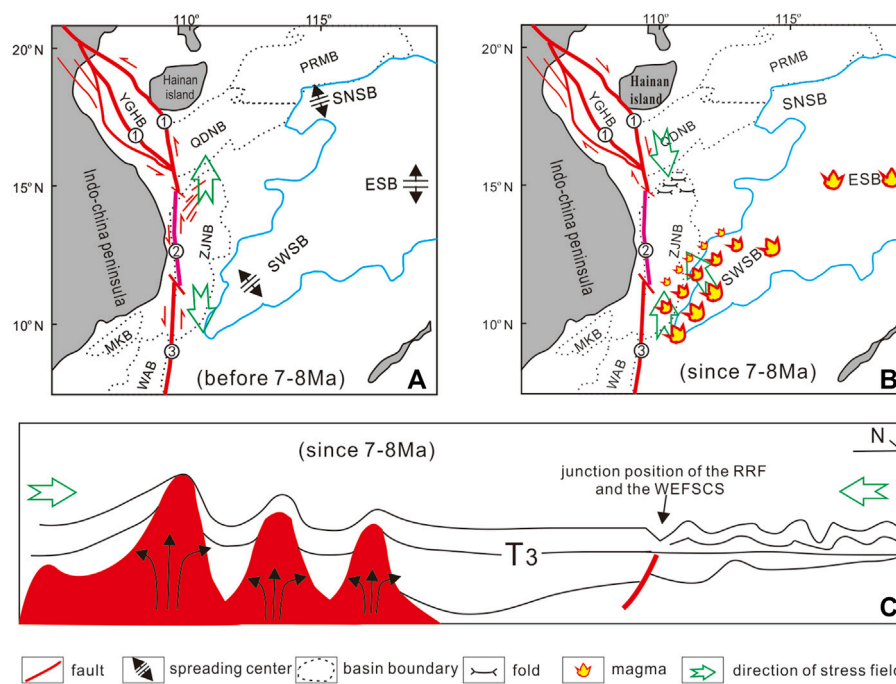 110° 115°
20° N
15° N
10° N
Hainan
island
PRMB
SNSB
YGHB
1
1
QDNB
Indo-china peninsula
ESB
ZJNB
2
SWSB
MKB
WAB
3
(before 7-8Ma)
A
110° 115°
20° N
15° N
10° N
Hainan
island
PRMB
SNSB
YGHB
1
1
QDNB
Indo-china peninsula
ESB
ZJNB
2
SWSB
MKB
WAB
3
(since 7-8Ma)
B
(since 7-8Ma)
N
junction position of the RRF
and the WEFSCS
T3
C
fault spreading center basin boundary fold magma direction of stress field